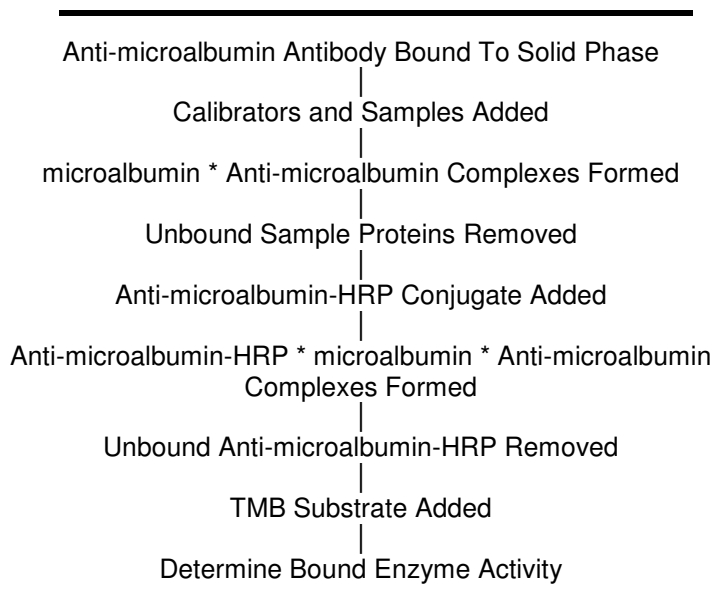 Anti-microalbumin Antibody Bound To Solid Phase
Calibrators and Samples Added
microalbumin * Anti-microalbumin Complexes Formed
Unbound Sample Proteins Removed
Anti-microalbumin-HRP Conjugate Added
Anti-microalbumin-HRP * microalbumin * Anti-microalbumin
Complexes Formed
Unbound Anti-microalbumin-HRP Removed
TMB Substrate Added
Determine Bound Enzyme Activity